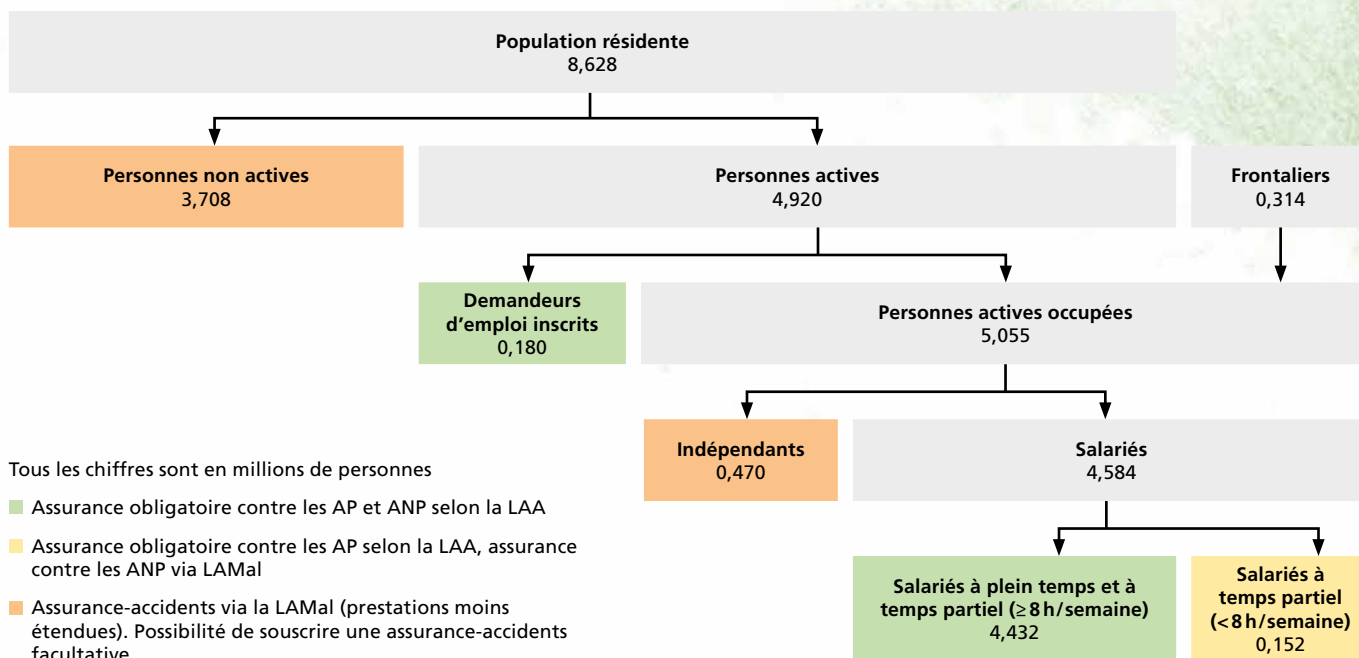 Population résidente
8,628
Personnes non actives
3,708
Personnes actives
4,920
Frontaliers
0,314
Demandeurs
d'emploi inscrits
0,180
Personnes actives occupées
5,055
Indépendants
0,470
Salariés
4,584
Salariés à plein temps et à
temps partiel (≥ 8 h/semaine)
4,432
Salariés à
temps partiel
(< 8 h/semaine)
0,152
Tous les chiffres sont en millions de personnes
Assurance obligatoire contre les AP et ANP selon la LAA
Assurance obligatoire contre les AP selon la LAA, assurance
contre les ANP via LAMal
Assurance-accidents via la LAMal (prestations moins
étendues). Possibilité de souscrire une assurance-accidents
facultative